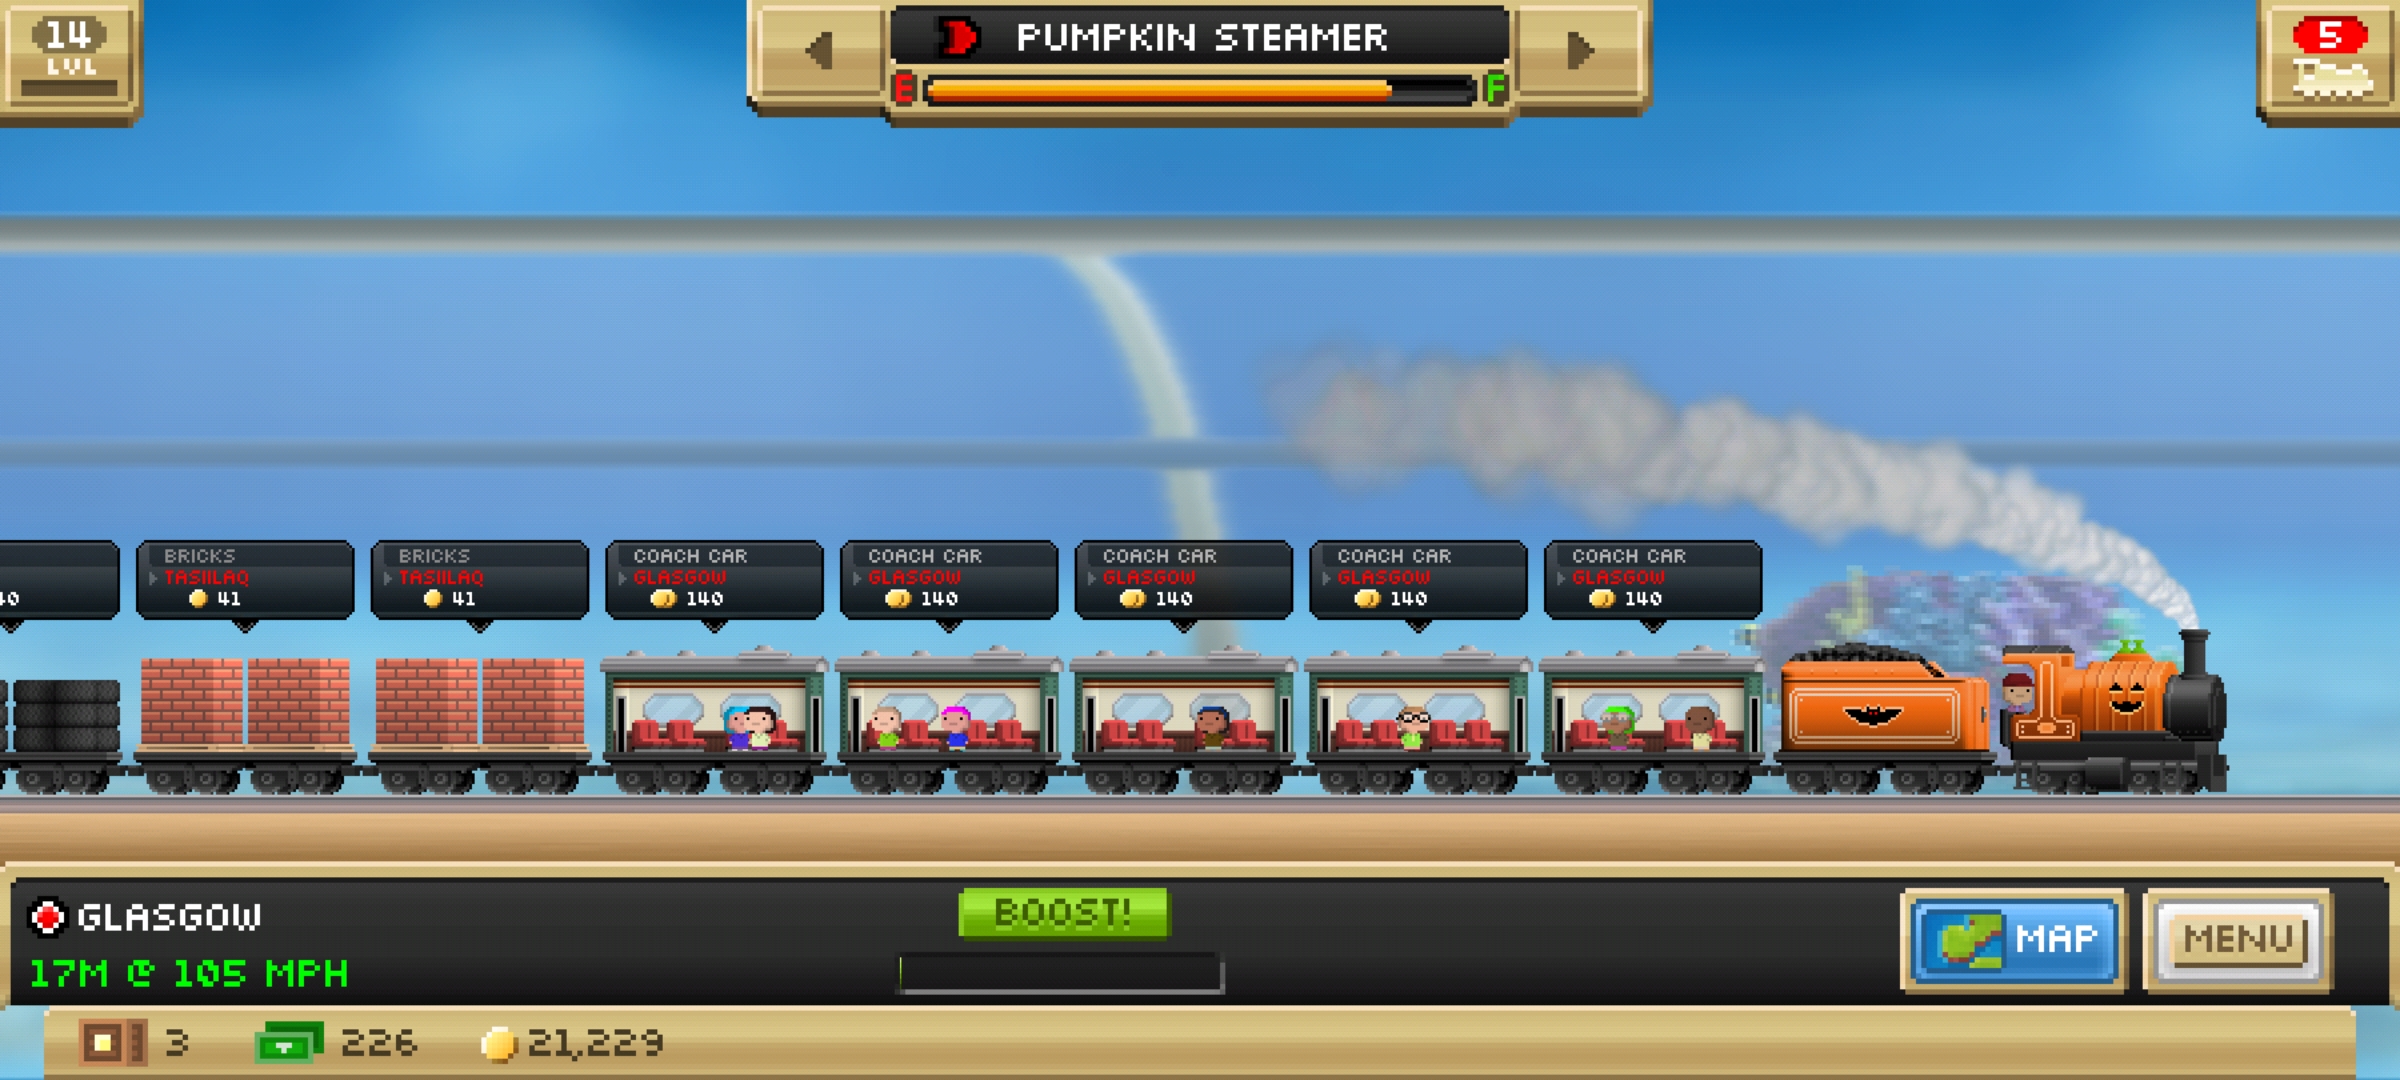 14
LVL
PUMPKIN STEAMER
E
F
5
40
BRICKS
TASIILAQ
41
BRICKS
TASIILAQ
41
COACH CAR
GLASGOW
140
COACH CAR
GLASGOW
140
COACH CAR
GLASGOW
140
COACH CAR
GLASGOW
140
COACH CAR
GLASGOW
140
GLASGOW
17M @ 105 MPH
BOOST!
MAP
MENU
3
226
21,229